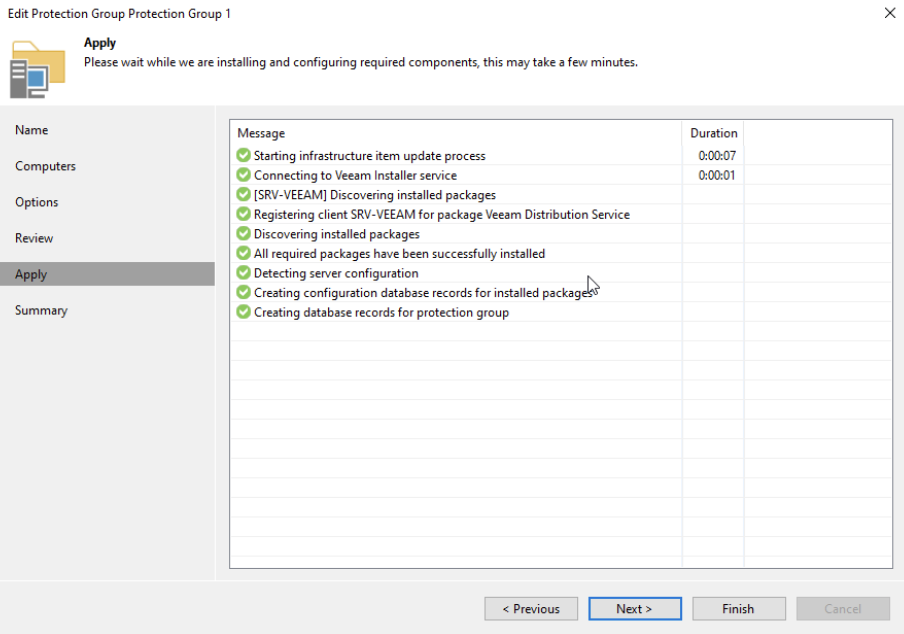 Edit Protection Group Protection Group 1
Apply
Please wait while we are installing and configuring required components, this may take a few minutes.
Name
Computers
Options
Review
Apply
Summary
Message Duration
Starting infrastructure item update process 0:00:07
Connecting to Veeam Installer service 0:00:01
[SRV-VEEAM] Discovering installed packages
Registering client SRV-VEEAM for package Veeam Distribution Service
Discovering installed packages
All required packages have been successfully installed
Detecting server configuration
Creating configuration database records for installed packages
Creating database records for protection group
< Previous Next > Finish Cancel